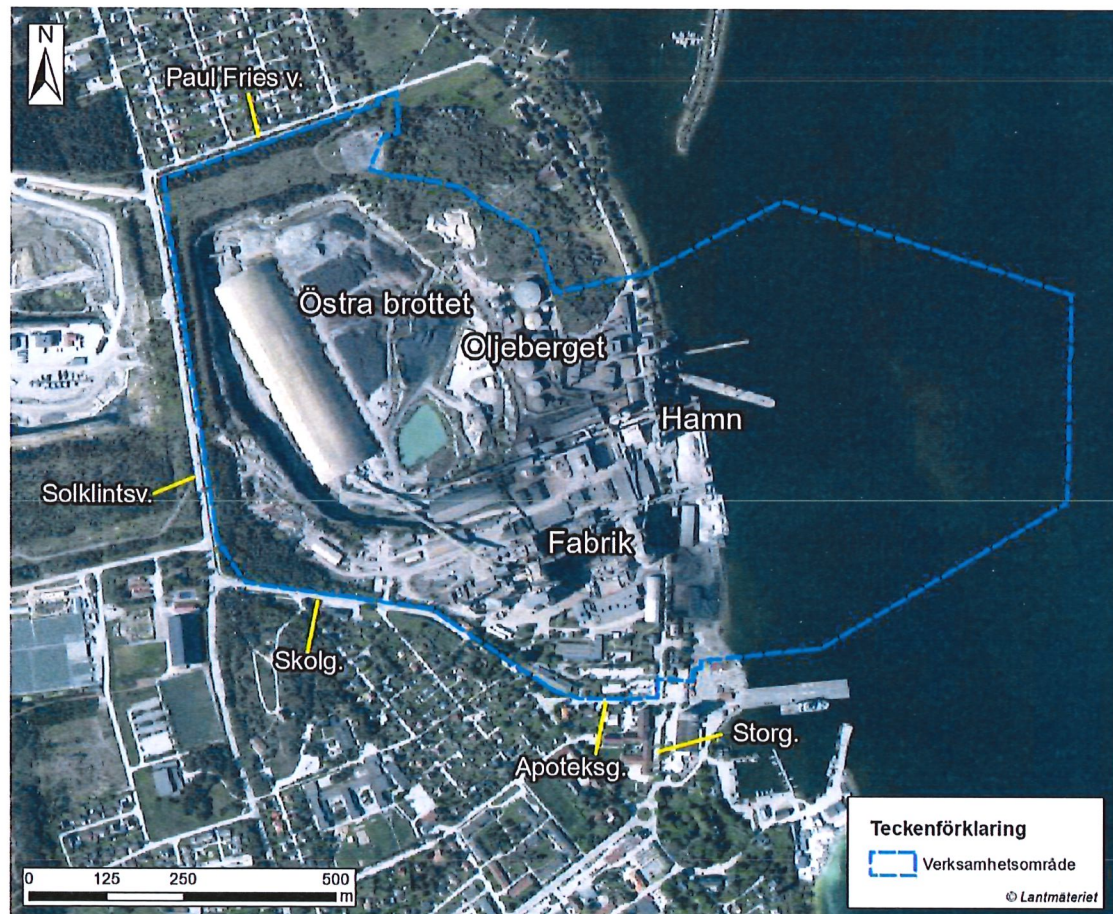 N
Paul Fries v.
Östra brottet
Oljeberget
Hamn
Solklintsv.
Fabrik
Skolg.
Storg.
Apoteksg.
Teckenförklaring
Verksamhetsområde
© Lantmäteriet
0 125 250 500
m